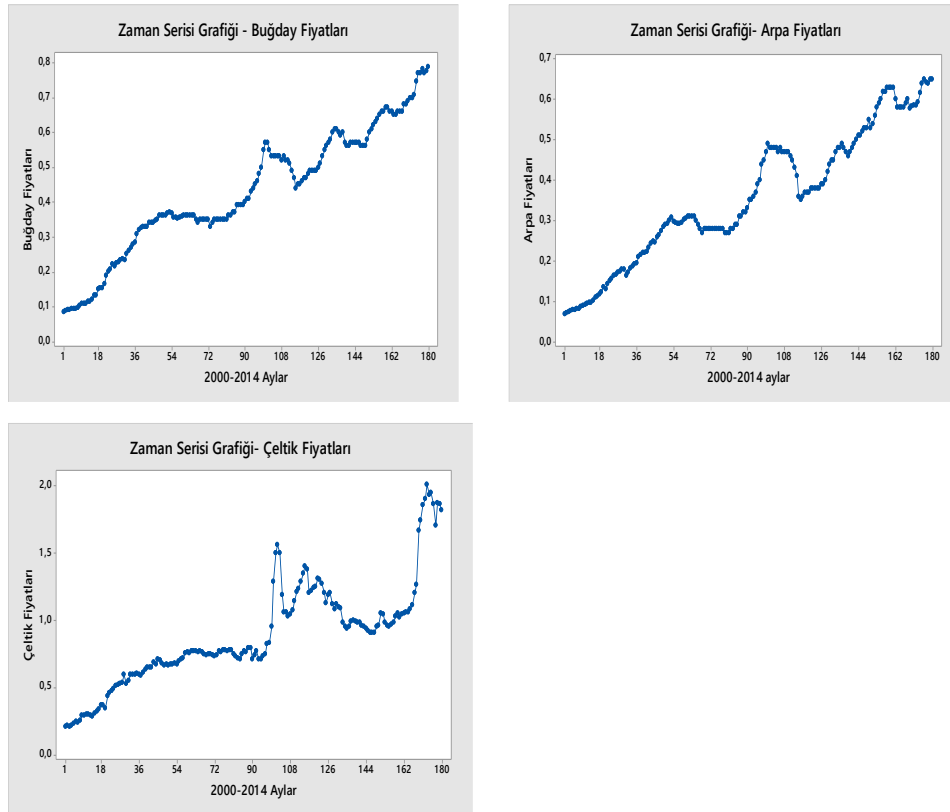 Zaman Serisi Grafiği - Buğday Fiyatları
0,8
0,7
0,6
0,5
0,4
0,3
0,2
0,1
0,0
Buğday Fiyatları
1 18 36 54 72 90 108 126 144 162 180
2000-2014 Aylar
Zaman Serisi Grafiği- Arpa Fiyatları
0,7
0,6
0,5
0,4
0,3
0,2
0,1
0,0
Arpa Fiyatları
1 18 36 54 72 90 108 126 144 162 180
2000-2014 aylar
Zaman Serisi Grafiği- Çeltik Fiyatları
2,0
1,5
1,0
0,5
0,0
Çeltik Fiyatları
1 18 36 54 72 90 108 126 144 162 180
2000-2014 Aylar